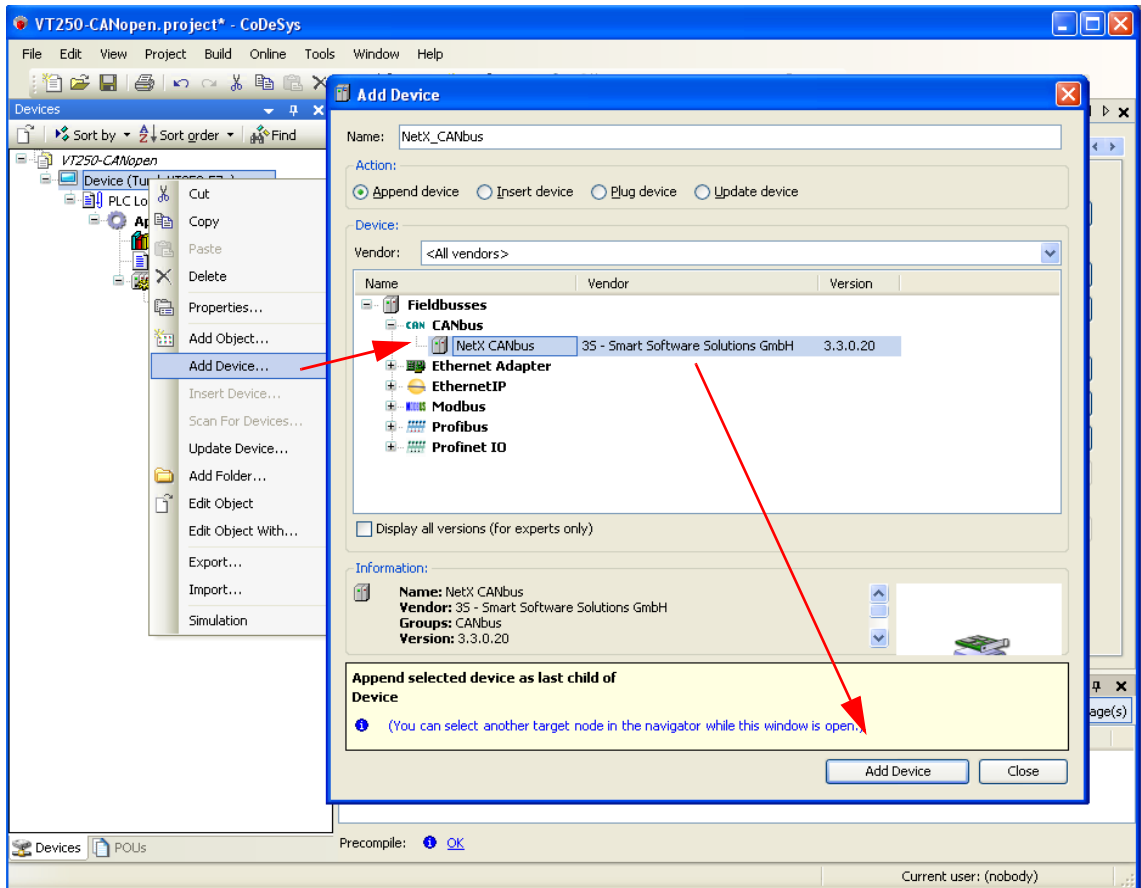 VT250-CANopen.project* - CoDeSys
File Edit View Project Build Online Tools Window Help
Devices
Sort by Sort order Find
VT250-CANopen
Device
PLC Lo
Ap
Cut
Copy
Paste
Delete
Properties...
Add Object...
Add Device...
Insert Device...
Scan For Devices...
Update Device...
Add Folder...
Edit Object
Edit Object With...
Export...
Import...
Simulation
Add Device
Name: NetX_CANbus
Action:
Append device Insert device Plug device Update device
Device:
Vendor: <All vendors>
Name Vendor Version
Fieldbusses
CAN CANbus
NetX CANbus 3S - Smart Software Solutions GmbH 3.3.0.20
Ethernet Adapter
EthernetIP
Modbus
Profibus
Profinet IO
Display all versions (for experts only)
Information:
Name: NetX CANbus
Vendor: 3S - Smart Software Solutions GmbH
Groups: CANbus
Version: 3.3.0.20
Append selected device as last child of
Device
(You can select another target node in the navigator while this window is open.)
Add Device Close
age(s)
Devices POUs
Precompile: OK
Current user: (nobody)